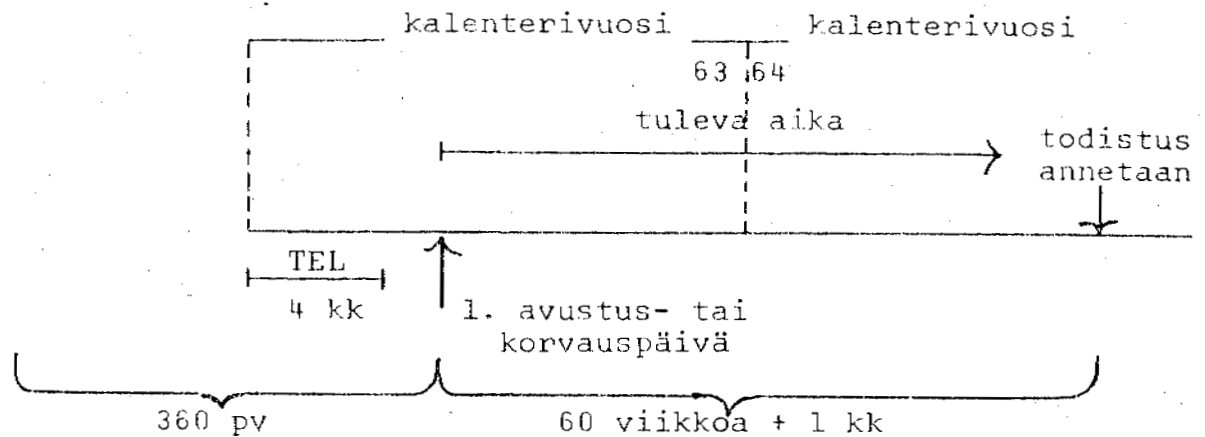 kalenterivuosi kalenterivuosi
63 64
tuleva aika
todistus
annetaan
TEL
4 kk
1. avustus- tai
korvauspäivä
360 pv 60 viikkoa + 1 kk